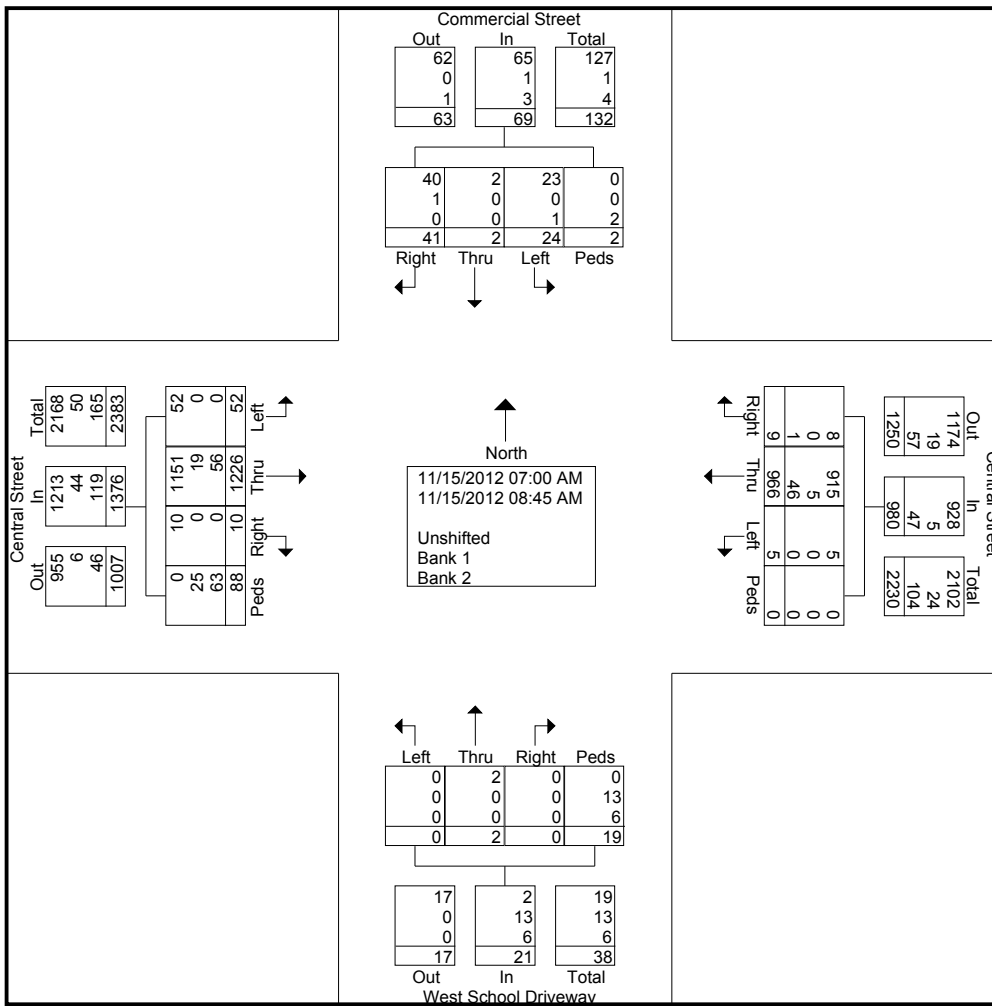 Commercial Street
Out In Total
62 65 127
0 1 1
1 3 4
63 69 132
40 2 23 0
1 0 0 0
0 0 1 2
41 2 24 2
Right Thru Left Peds
Central Street
Total In Out
2168 1213 955
50 44 6
165 119 46
2383 1376 1007
52 1151 10 0
0 19 0 25
0 56 0 63
52 1226 10 88
Left Thru Right Peds
North
11/15/2012 07:00 AM
11/15/2012 08:45 AM
Unshifted
Bank 1
Bank 2
Right Thru Left Peds
8 915 5 0
0 5 0 0
1 46 0 0
9 966 5 0
Central Street
Out In Total
1174 928 2102
19 5 24
57 47 104
1250 980 2230
Left Thru Right Peds
0 2 0 0
0 0 0 13
0 0 0 6
0 2 0 19
17 2 19
0 13 13
0 6 6
17 21 38
Out In Total
West School Driveway